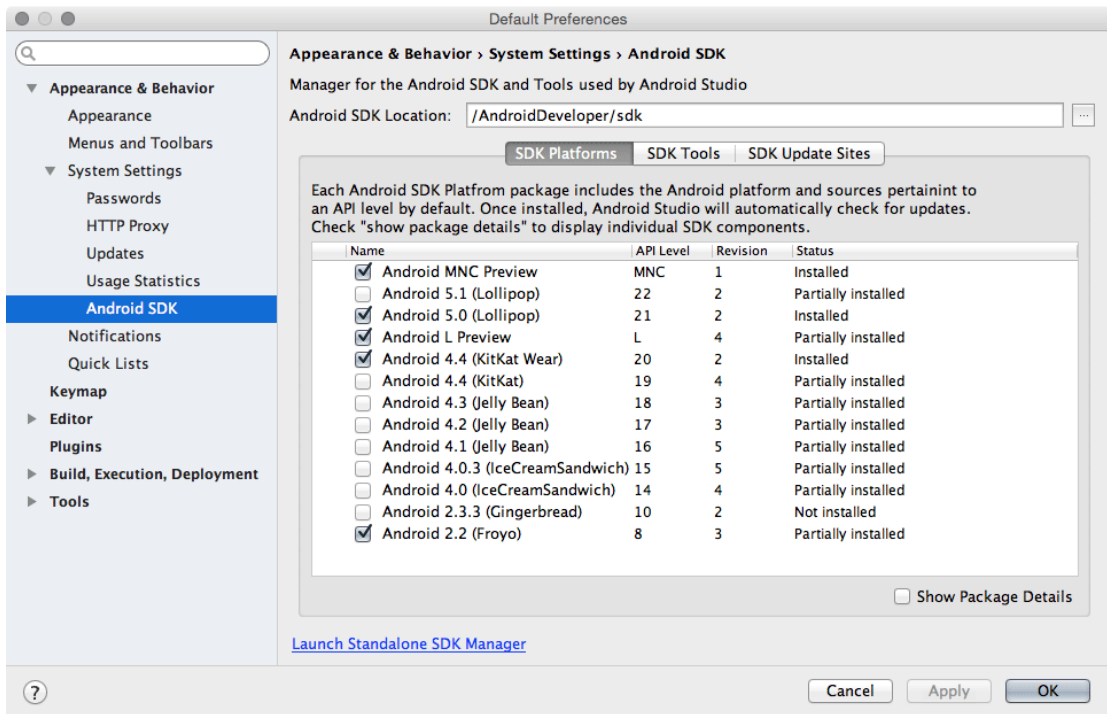 Default Preferences
Appearance & Behavior
Appearance
Menus and Toolbars
System Settings
Passwords
HTTP Proxy
Updates
Usage Statistics
Android SDK
Notifications
Quick Lists
Keymap
Editor
Plugins
Build, Execution, Deployment
Tools
Appearance & Behavior › System Settings › Android SDK
Manager for the Android SDK and Tools used by Android Studio
Android SDK Location: /AndroidDeveloper/sdk ...
SDK Platforms SDK Tools SDK Update Sites
Each Android SDK Platfrom package includes the Android platform and sources pertainint to
an API level by default. Once installed, Android Studio will automatically check for updates.
Check "show package details" to display individual SDK components.
Name API Level Revision Status
Android MNC Preview MNC 1 Installed
Android 5.1 (Lollipop) 22 2 Partially installed
Android 5.0 (Lollipop) 21 2 Installed
Android L Preview L 4 Partially installed
Android 4.4 (KitKat Wear) 20 2 Installed
Android 4.4 (KitKat) 19 4 Partially installed
Android 4.3 (Jelly Bean) 18 3 Partially installed
Android 4.2 (Jelly Bean) 17 3 Partially installed
Android 4.1 (Jelly Bean) 16 5 Partially installed
Android 4.0.3 (IceCreamSandwich) 15 5 Partially installed
Android 4.0 (IceCreamSandwich) 14 4 Partially installed
Android 2.3.3 (Gingerbread) 10 2 Not installed
Android 2.2 (Froyo) 8 3 Partially installed
Show Package Details
Launch Standalone SDK Manager
? Cancel Apply OK